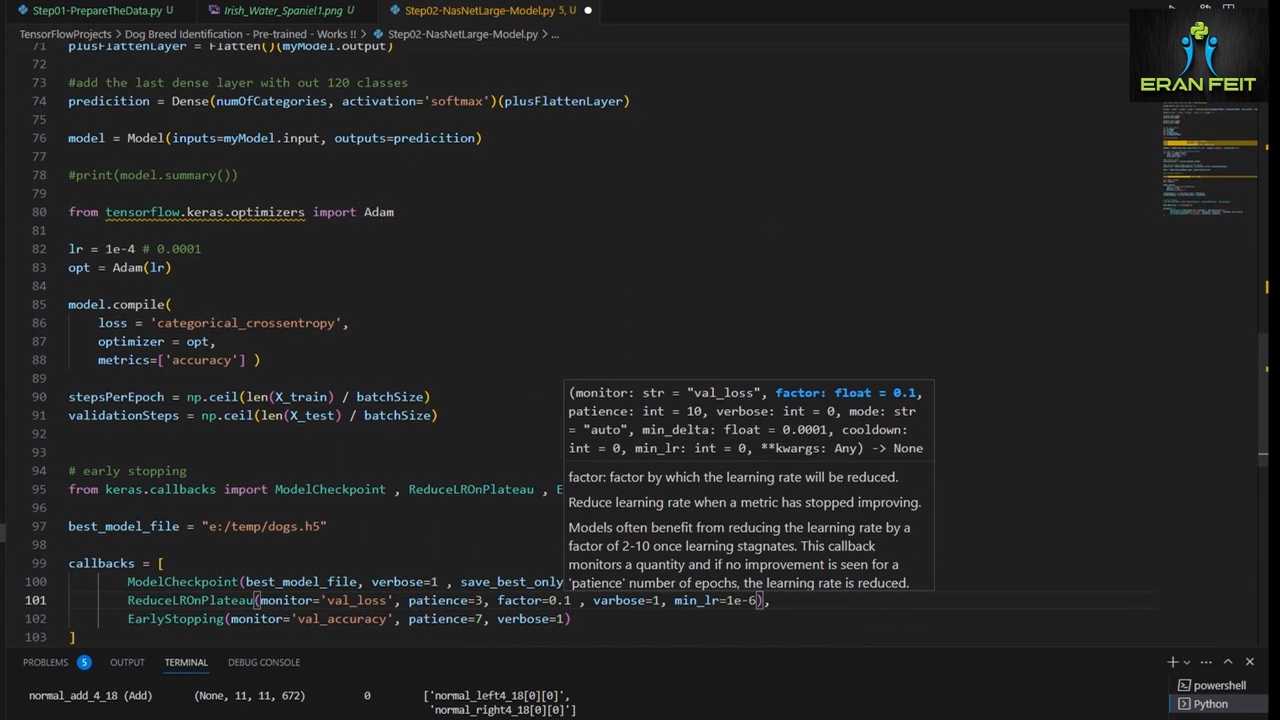 Step01-PrepareTheData.py U
Irish_Water_Spaniel1.png U
Step02-NasNetLarge-Model.py 5, U
ERAN FEIT
TensorFlowProjects > Dog Breed Identification - Pre-trained - Works !! > Step02-NasNetLarge-Model.py > ...
71 plusFlattenLayer = Flatten()(myModel.output)
72
73 #add the last dense layer with out 120 classes
74 predicition = Dense(numOfCategories, activation='softmax')(plusFlattenLayer)
75
76 model = Model(inputs=myModel.input, outputs=predicition)
77
78 #print(model.summary())
79
80 from tensorflow.keras.optimizers import Adam
81
82 lr = 1e-4 # 0.0001
83 opt = Adam(lr)
84
85 model.compile(
86 loss = 'categorical_crossentropy',
87 optimizer = opt,
88 metrics=['accuracy'] )
89
90 stepsPerEpoch = np.ceil(len(X_train) / batchSize)
91 validationSteps = np.ceil(len(X_test) / batchSize)
92
93
94 # early stopping
95 from keras.callbacks import ModelCheckpoint , ReduceLROnPlateau , E
96
97 best_model_file = "e:/temp/dogs.h5"
98
99 callbacks = [
100 ModelCheckpoint(best_model_file, verbose=1 , save_best_only
101 ReduceLROnPlateau(monitor='val_loss', patience=3, factor=0.1 , varbose=1, min_lr=1e-6),
102 EarlyStopping(monitor='val_accuracy', patience=7, verbose=1)
103 ]
(monitor: str = "val_loss", factor: float = 0.1,
patience: int = 10, verbose: int = 0, mode: str
= "auto", min_delta: float = 0.0001, cooldown:
int = 0, min_lr: int = 0, **kwargs: Any) -> None
factor: factor by which the learning rate will be reduced.
Reduce learning rate when a metric has stopped improving.
Models often benefit from reducing the learning rate by a
factor of 2-10 once learning stagnates. This callback
monitors a quantity and if no improvement is seen for a
'patience' number of epochs, the learning rate is reduced.
PROBLEMS 5 OUTPUT TERMINAL DEBUG CONSOLE
normal_add_4_18 (Add) (None, 11, 11, 672) 0 ['normal_left4_18[0][0]',
'normal_right4_18[0][0]']
powershell
Python